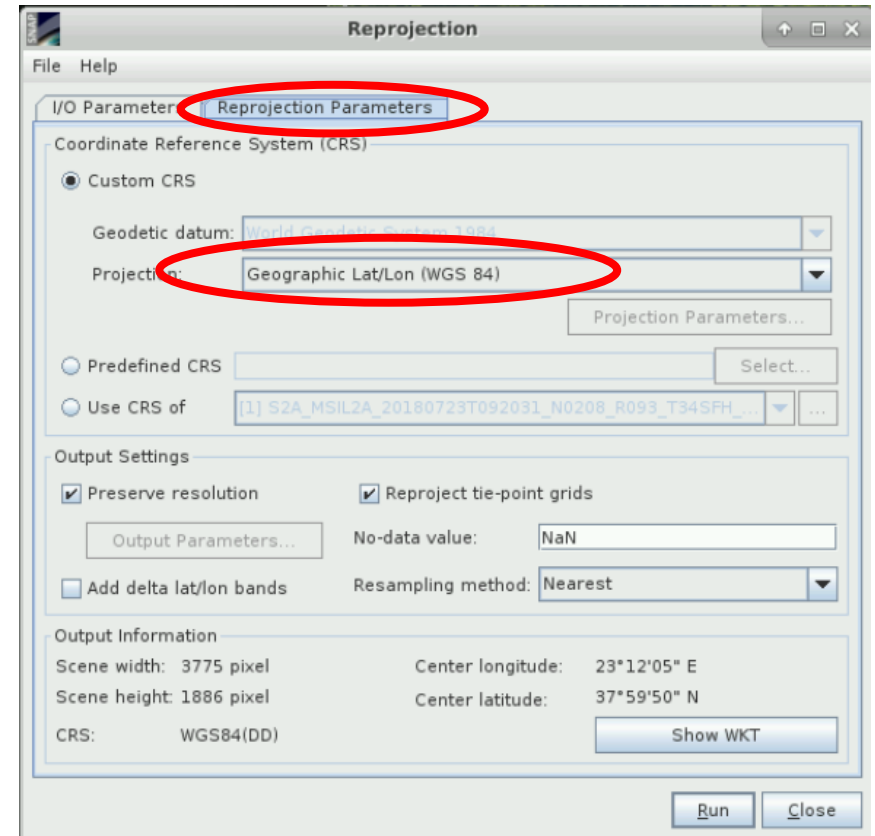 SNAP
Reprojection
File Help
I/O Parameters Reprojection Parameters
Coordinate Reference System (CRS)
Custom CRS
Geodetic datum: World Geodetic System 1984
Projection: Geographic Lat/Lon (WGS 84)
Projection Parameters...
Predefined CRS Select...
Use CRS of [1] S2A_MSIL2A_20180723T092031_N0208_R093_T34SFH_... ...
Output Settings
Preserve resolution Reproject tie-point grids
Output Parameters... No-data value: NaN
Add delta lat/lon bands Resampling method: Nearest
Output Information
Scene width: 3775 pixel Center longitude: 23°12'05" E
Scene height: 1886 pixel Center latitude: 37°59'50" N
CRS: WGS84(DD) Show WKT
Run Close